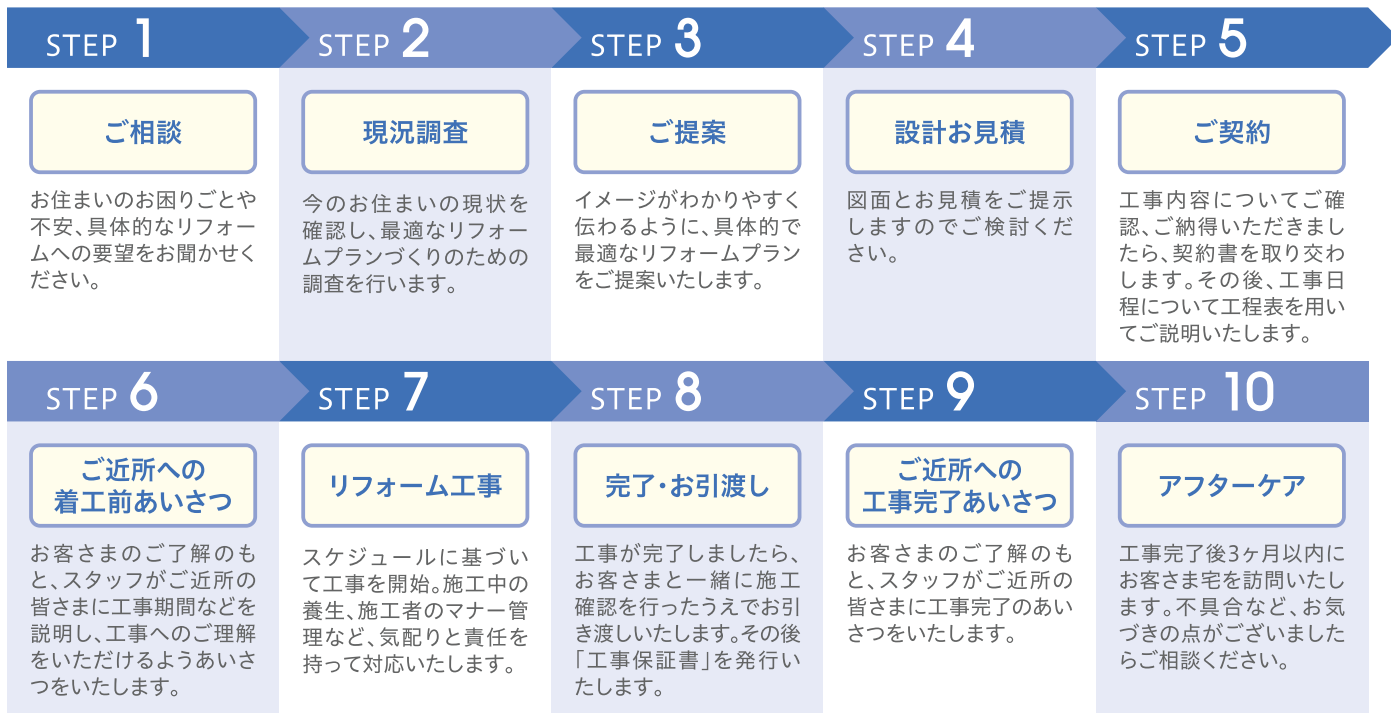 STEP 1
ご相談
お住まいのお困りごとや
不安、具体的なリフォー
ムへの要望をお聞かせく
ださい。
STEP 2
現況調査
今のお住まいの現状を
確認し、最適なリフォー
ムプランづくりのための
調査を行います。
STEP 3
ご提案
イメージがわかりやすく
伝わるように、具体的で
最適なリフォームプラン
をご提案いたします。
STEP 4
設計お見積
図面とお見積をご提示
しますのでご検討くだ
さい。
STEP 5
ご契約
工事内容についてご確
認、ご納得いただきまし
たら、契約書を取り交わ
します。その後、工事日
程について工程表を用い
てご説明いたします。
STEP 6
ご近所への
着工前あいさつ
お客さまのご了解のも
と、スタッフがご近所の
皆さまに工事期間などを
説明し、工事へのご理解
をいただけるようあいさ
つをいたします。
STEP 7
リフォーム工事
スケジュールに基づい
て工事を開始。施工中の
養生、施工者のマナー管
理など、気配りと責任を
持って対応いたします。
STEP 8
完了・お引渡し
工事が完了しましたら、
お客さまと一緒に施工
確認を行ったうえでお引
き渡しいたします。その後
「工事保証書」を発行い
たします。
STEP 9
ご近所への
工事完了あいさつ
お客さまのご了解のも
と、スタッフがご近所の
皆さまに工事完了のあい
さつをいたします。
STEP 10
アフターケア
工事完了後3ヶ月以内に
お客さま宅を訪問いたし
ます。不具合など、お気
づきの点がございました
らご相談ください。